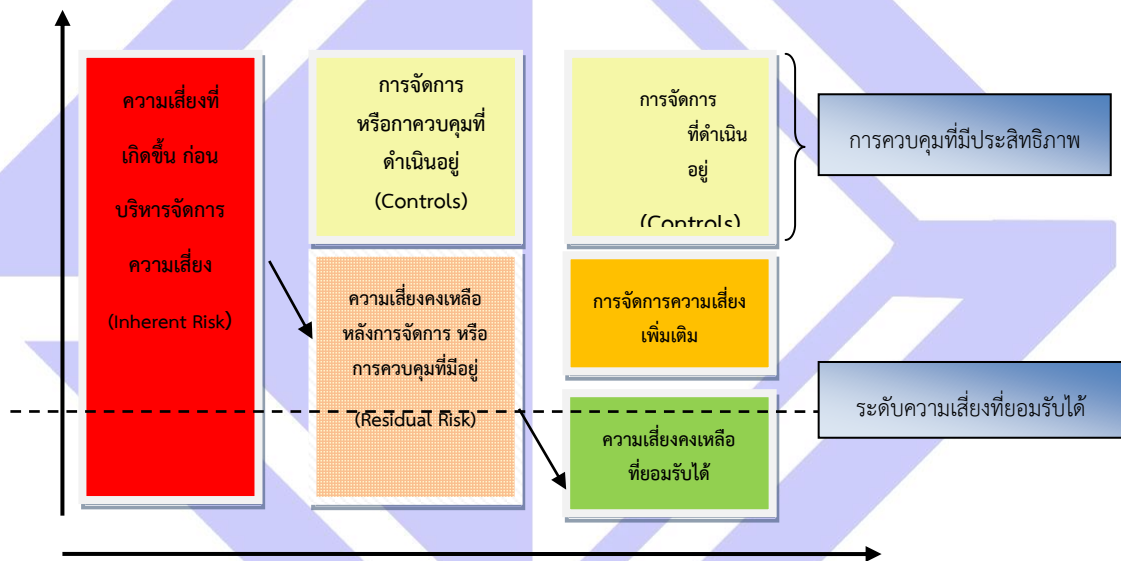 ความเสี่ยงที่
เกิดขึ้น ก่อน
บริหารจัดการ
ความเสี่ยง
(Inherent Risk)
การจัดการ
หรือกาควบคุมที่
ดำเนินอยู่
(Controls)
ความเสี่ยงคงเหลือ
หลังการจัดการ หรือ
การควบคุมที่มีอยู่
(Residual Risk)
การจัดการ
ที่ดำเนิน
อยู่
(Controls)
การจัดการความเสี่ยง
เพิ่มเติม
ความเสี่ยงคงเหลือ
ที่ยอมรับได้
การควบคุมที่มีประสิทธิภาพ
ระดับความเสี่ยงที่ยอมรับได้